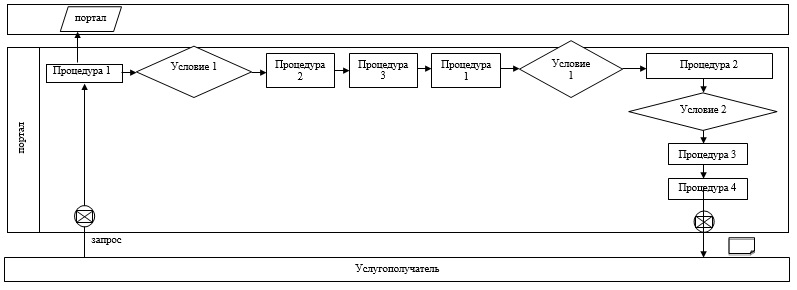 портал
портал
Процедура 1
Условие 1
Процедура
2
Процедура
3
Процедура
1
Условие
1
Процедура 2
Условие 2
Процедура 3
Процедура 4
запрос
Услугополучатель